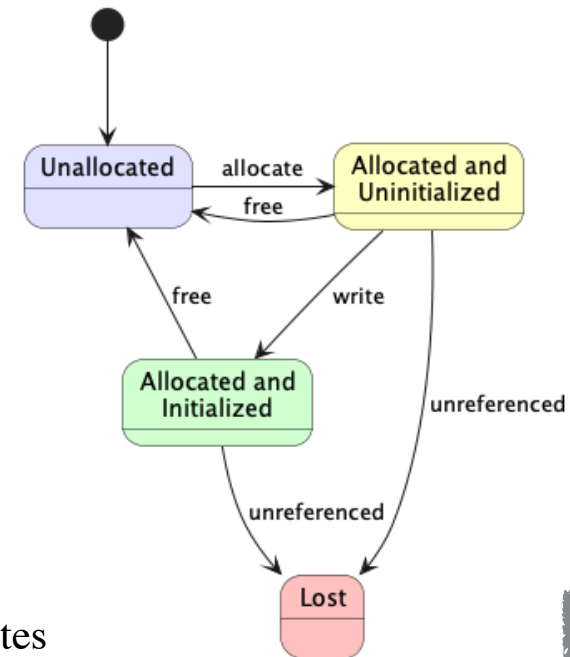 Unallocated
allocate
Allocated and
Uninitialized
free
free
write
Allocated and
Initialized
unreferenced
unreferenced
Lost
tes